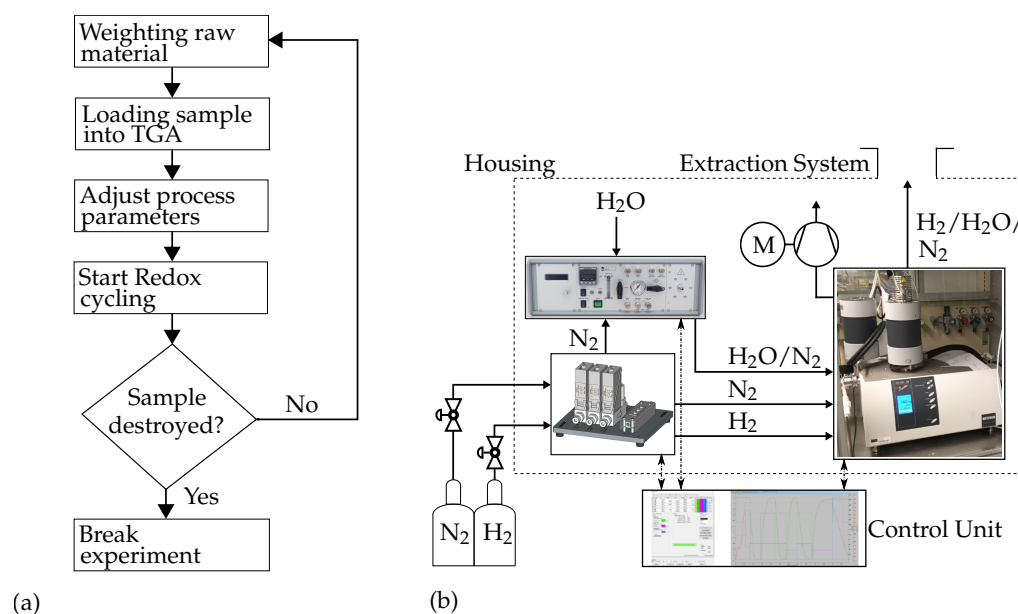 Weighting raw
material
Loading sample
into TGA
Adjust process
parameters
Start Redox
cycling
Sample
destroyed?
No
Yes
Break
experiment
(a)
Housing
Extraction System
H₂O
M
H₂/H₂O/
N₂
N₂
H₂O/N₂
N₂
H₂
N₂
H₂
Control Unit
(b)